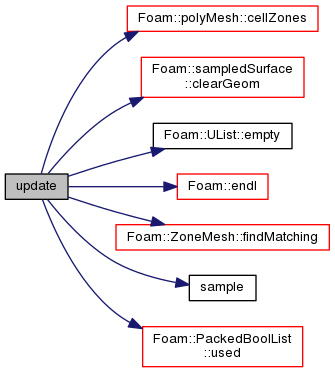 Foam::polyMesh::cellZones
Foam::sampledSurface
::clearGeom
Foam::UList::empty
update
Foam::endl
Foam::ZoneMesh::findMatching
sample
Foam::PackedBoolList
::used